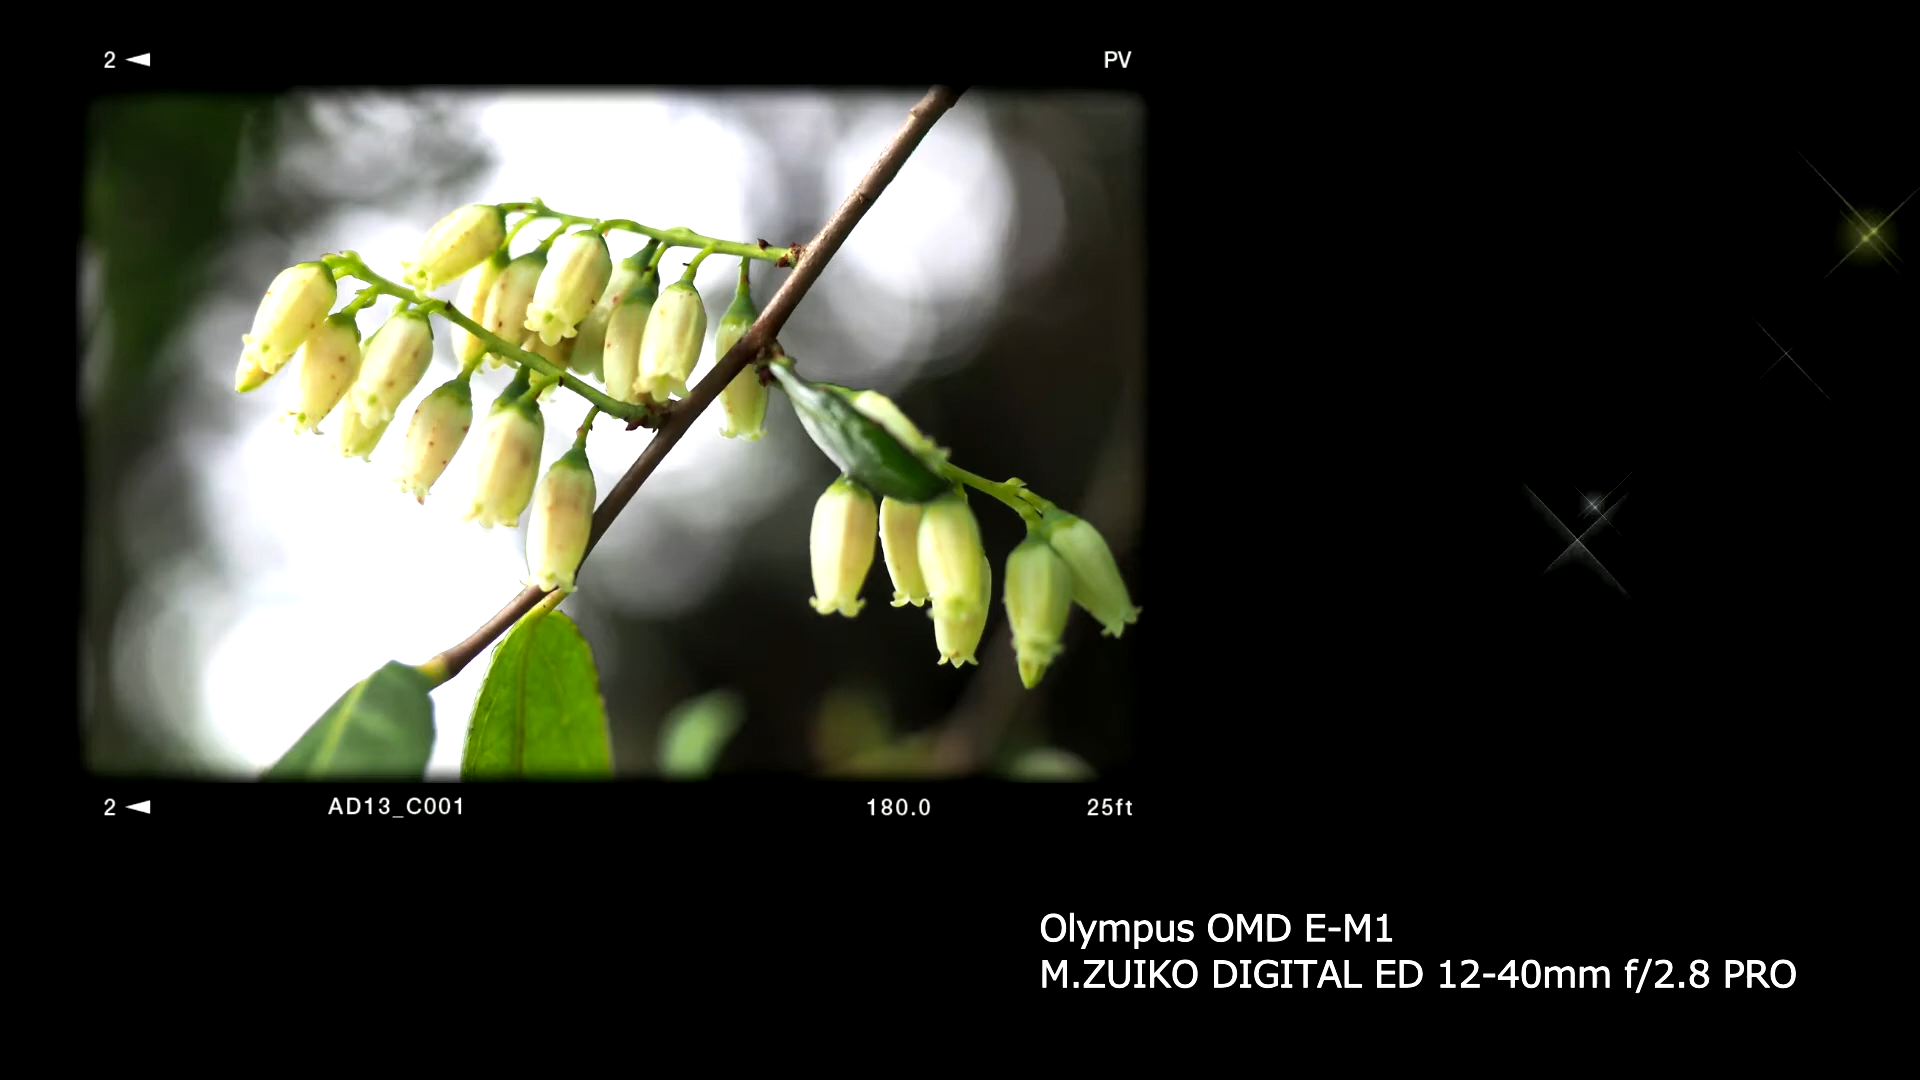 2 PV
2 AD13_C001 180.0 25ft
Olympus OMD E-M1
M.ZUIKO DIGITAL ED 12-40mm f/2.8 PRO